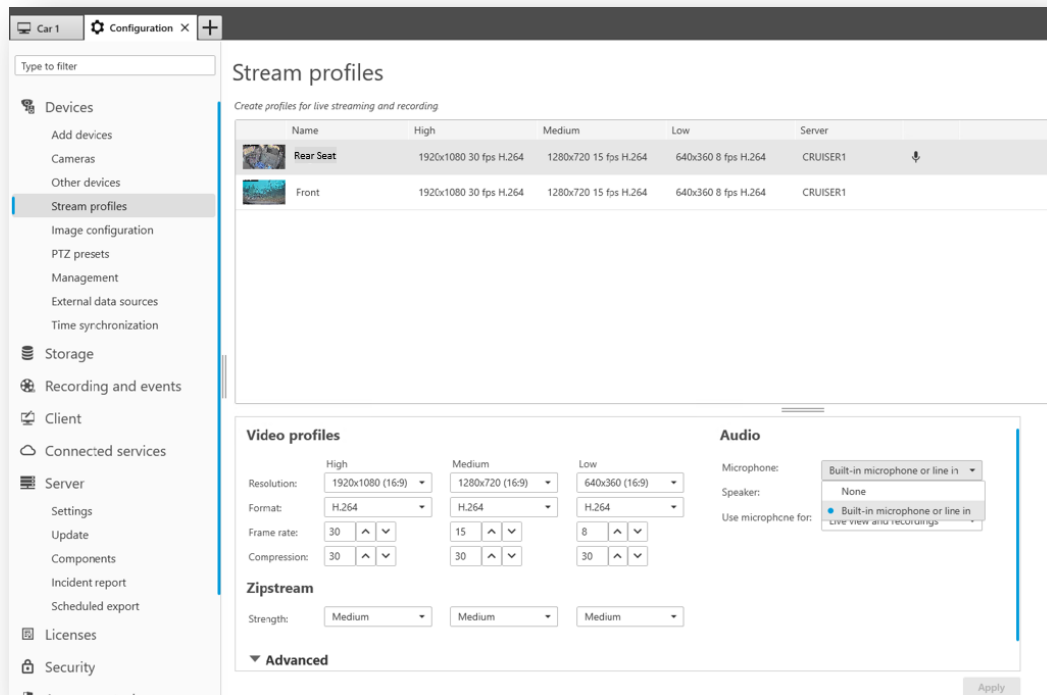 Car 1
Configuration
Type to filter
Devices
Add devices
Cameras
Other devices
Stream profiles
Image configuration
PTZ presets
Management
External data sources
Time synchronization
Storage
Recording and events
Client
Connected services
Server
Settings
Update
Components
Incident report
Scheduled export
Licenses
Security
Stream profiles
Create profiles for live streaming and recording
Name High Medium Low Server
Rear Seat 1920x1080 30 fps H.264 1280x720 15 fps H.264 640x360 8 fps H.264 CRUISER1
Front 1920x1080 30 fps H.264 1280x720 15 fps H.264 640x360 8 fps H.264 CRUISER1
Video profiles
High Medium Low
Resolution: 1920x1080 (16:9) 1280x720 (16:9) 640x360 (16:9)
Format: H.264 H.264 H.264
Frame rate: 30 15 8
Compression: 30 30 30
Zipstream
Strength: Medium Medium Medium
Advanced
Audio
Microphone: Built-in microphone or line in
Speaker: None
Built-in microphone or line in
Use microphone for: Live view and recordings
Apply